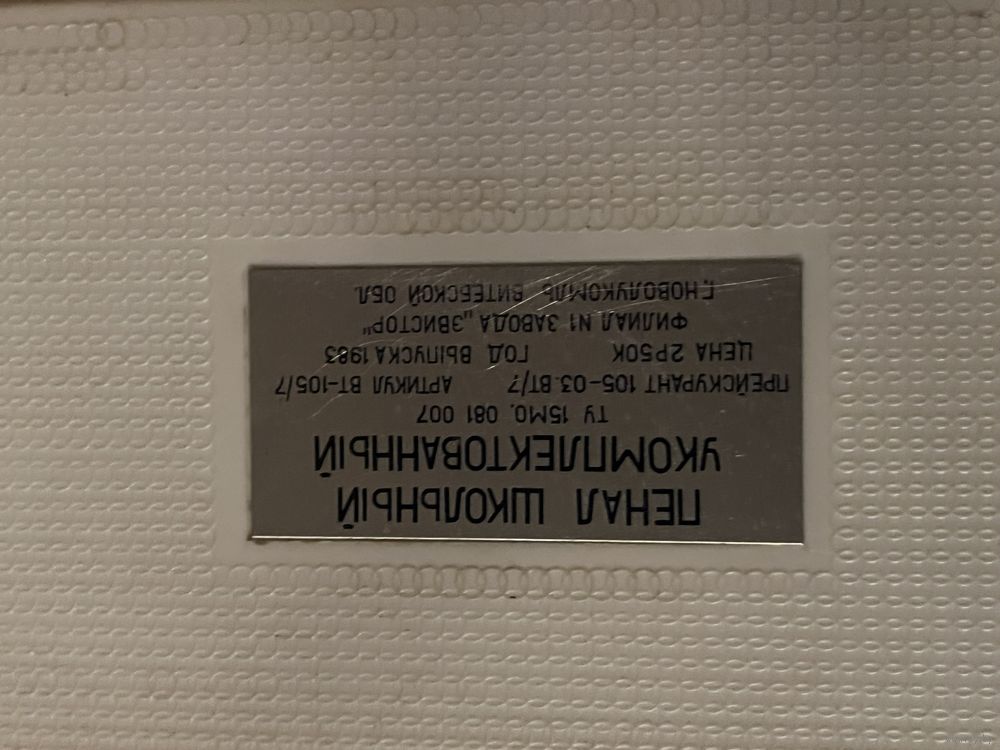 ПЕНАЛ ШКОЛЬНЫЙ
УКОМПЛЕКТОВАННЫЙ
ТУ 15МО. 081 007
ПРЕЙСКУРАНТ 105-03.ВТ/7 АРТИКУЛ ВТ-105/7
ЦЕНА 2Р50К ГОД ВЫПУСКА 1983
ФИЛИАЛ N1 ЗАВОДА „ЭВИСТОР"
Г.НОВОЛУКОМЛЬ ВИТЕБСКОЙ ОБЛ.